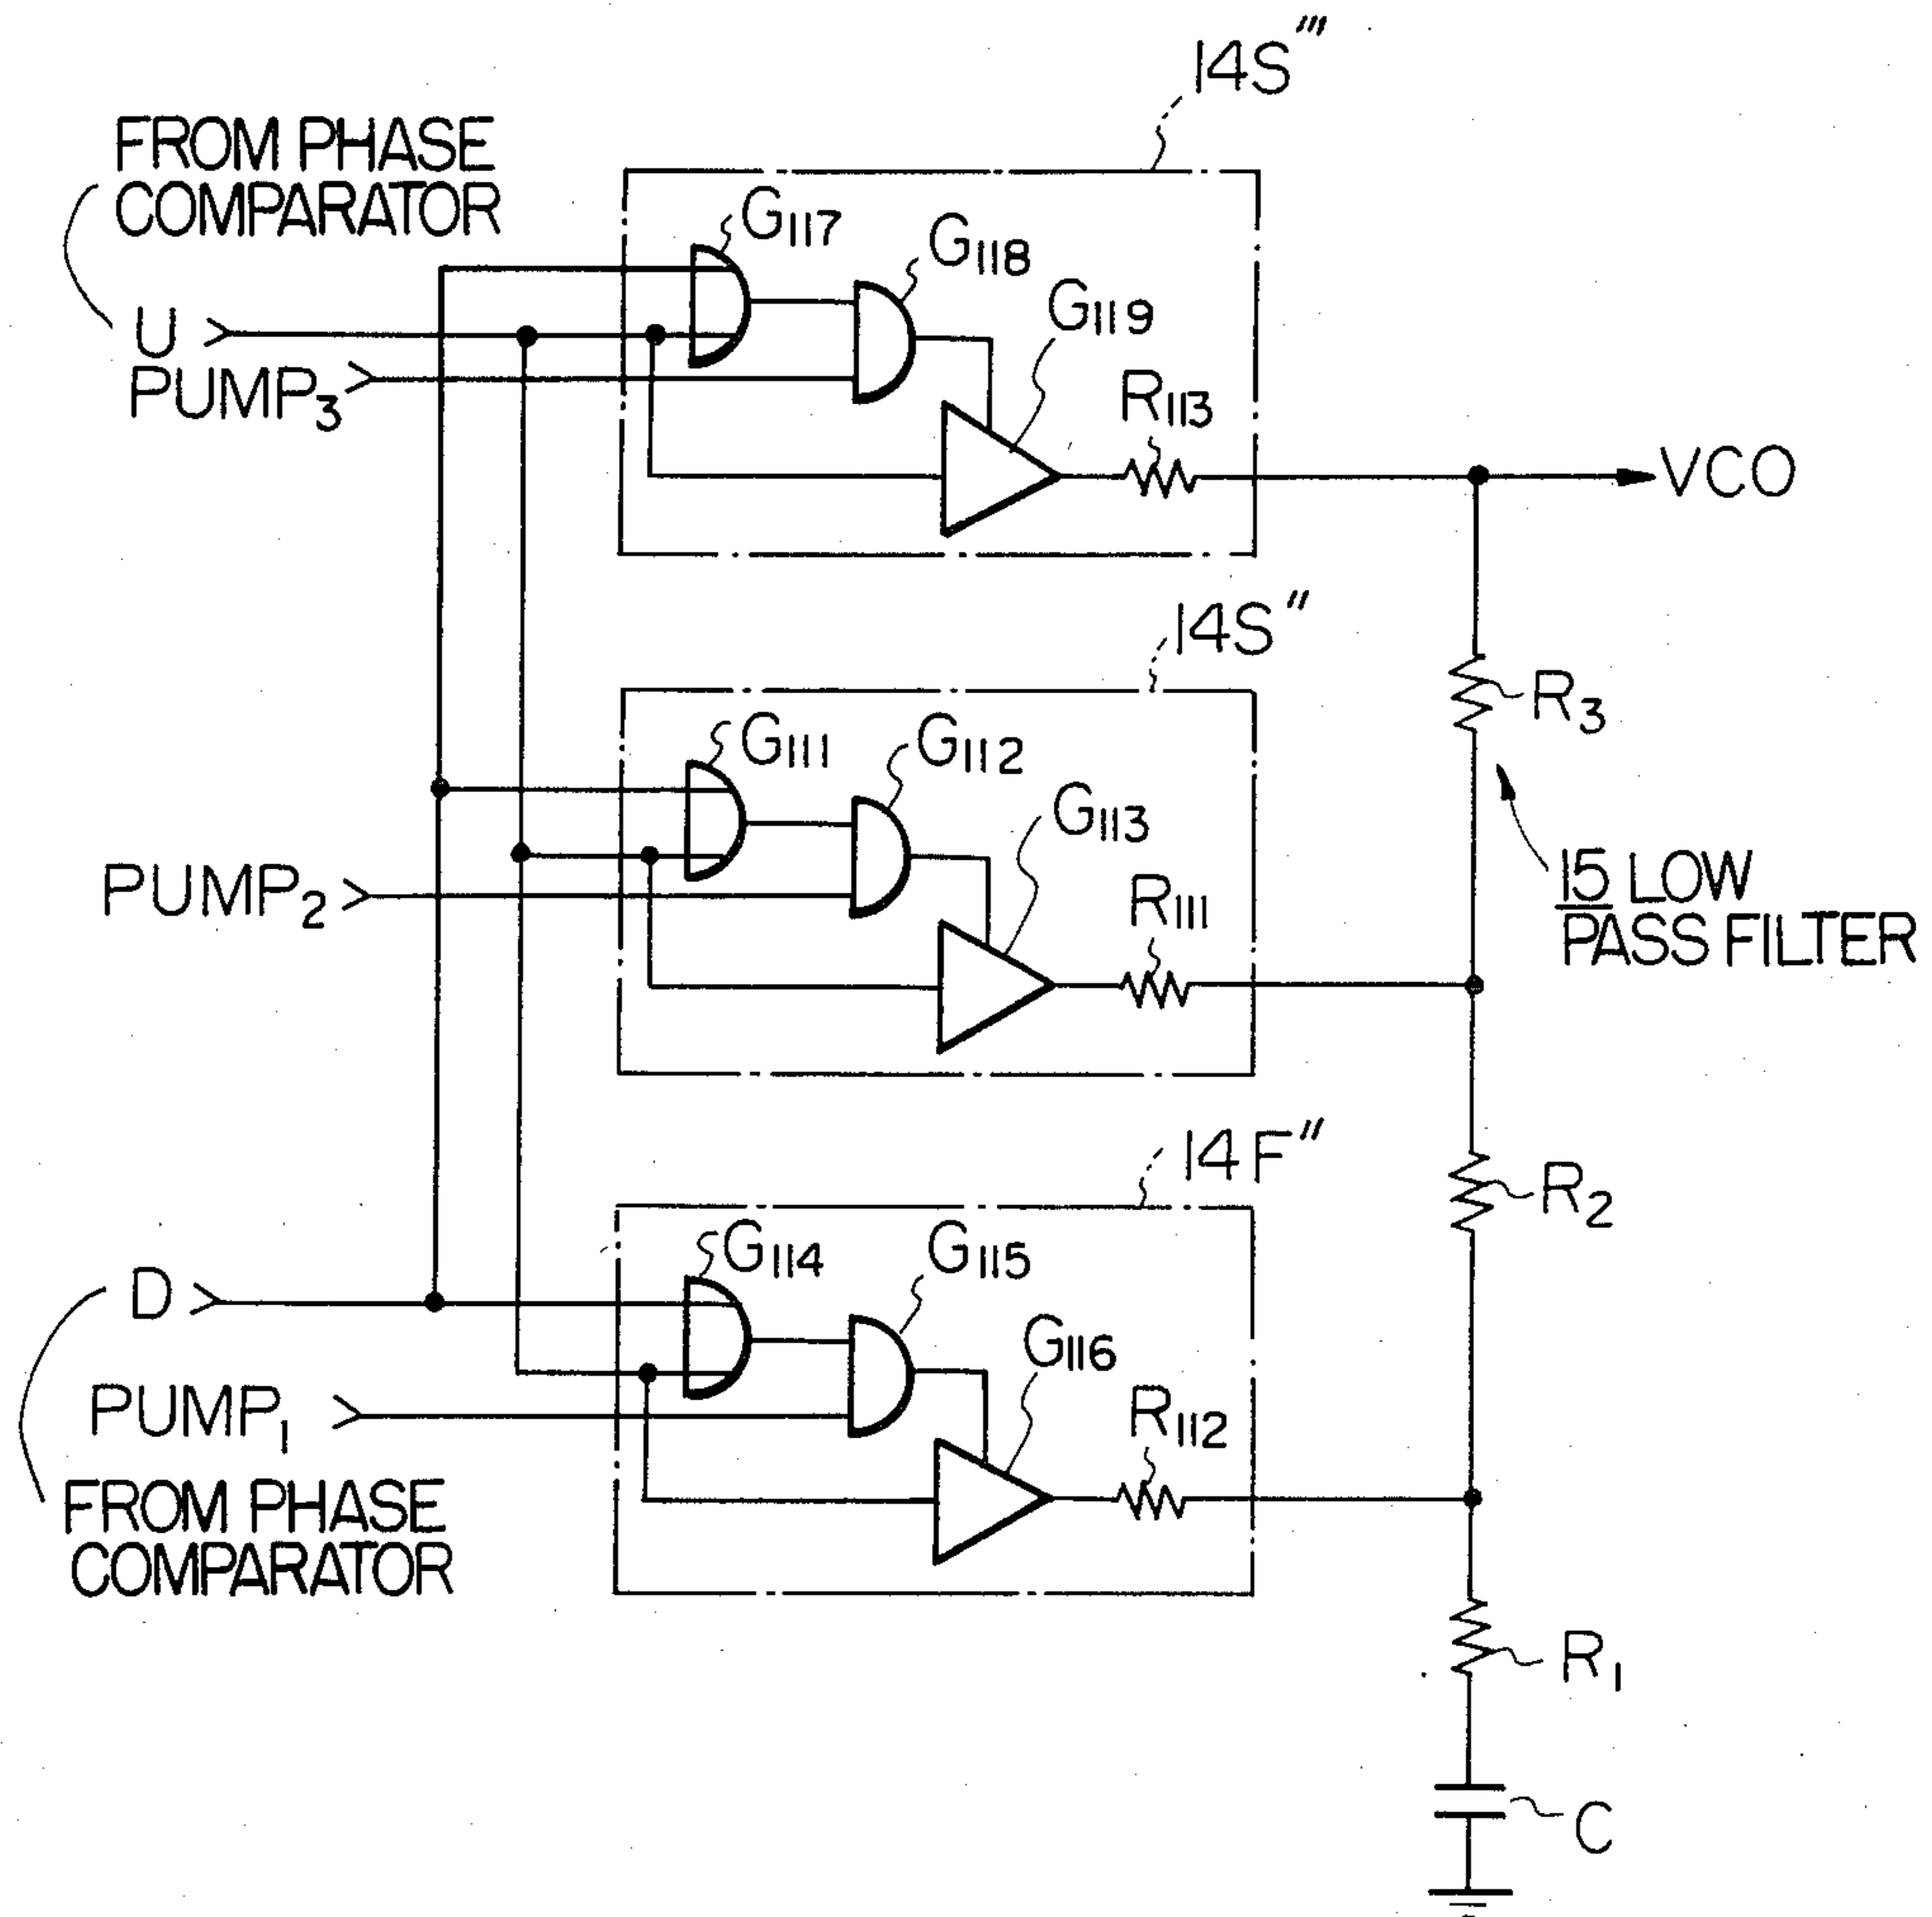 14S'''
FROM PHASE
COMPARATOR
G117
G118
G119
U
PUMP3
R113
VCO
14S''
R3
G111
G112
G113
PUMP2
R111
15 LOW
PASS FILTER
14F''
R2
G114
G115
D
G116
PUMP1
R112
FROM PHASE
COMPARATOR
R1
C